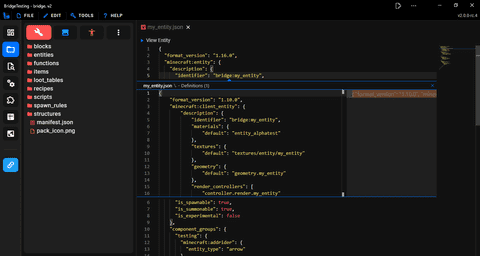 BridgeTesting - bridge. v2
FILE EDIT TOOLS ? HELP
v2.0.0-r1.4
blocks
entities
functions
items
loot_tables
recipes
scripts
spawn_rules
structures
manifest.json
pack_icon.png
my_entity.json ×
View Entity
1 {
2 "format_version": "1.16.0",
3 "minecraft:entity": {
4 "description": {
5 "identifier": "bridge:my_entity",
my_entity.json - Definitions (1) ×
1 {
2 "format_version": "1.10.0",
3 "minecraft:client_entity": {
4 "description": {
5 "identifier": "bridge:my_entity",
6 "materials": {
7 "default": "entity_alphatest"
8 },
9 "textures": {
10 "default": "textures/entity/my_entity"
11 },
12 "geometry": {
13 "default": "geometry.my_entity"
14 },
15 "render_controllers": [
16 "controller.render.my_entity"
6 "is_spawnable": true,
7 "is_summonable": true,
8 "is_experimental": false
9 },
10 "component_groups": {
11 "testing": {
12 "minecraft:addrider": {
13 "entity_type": "arrow"